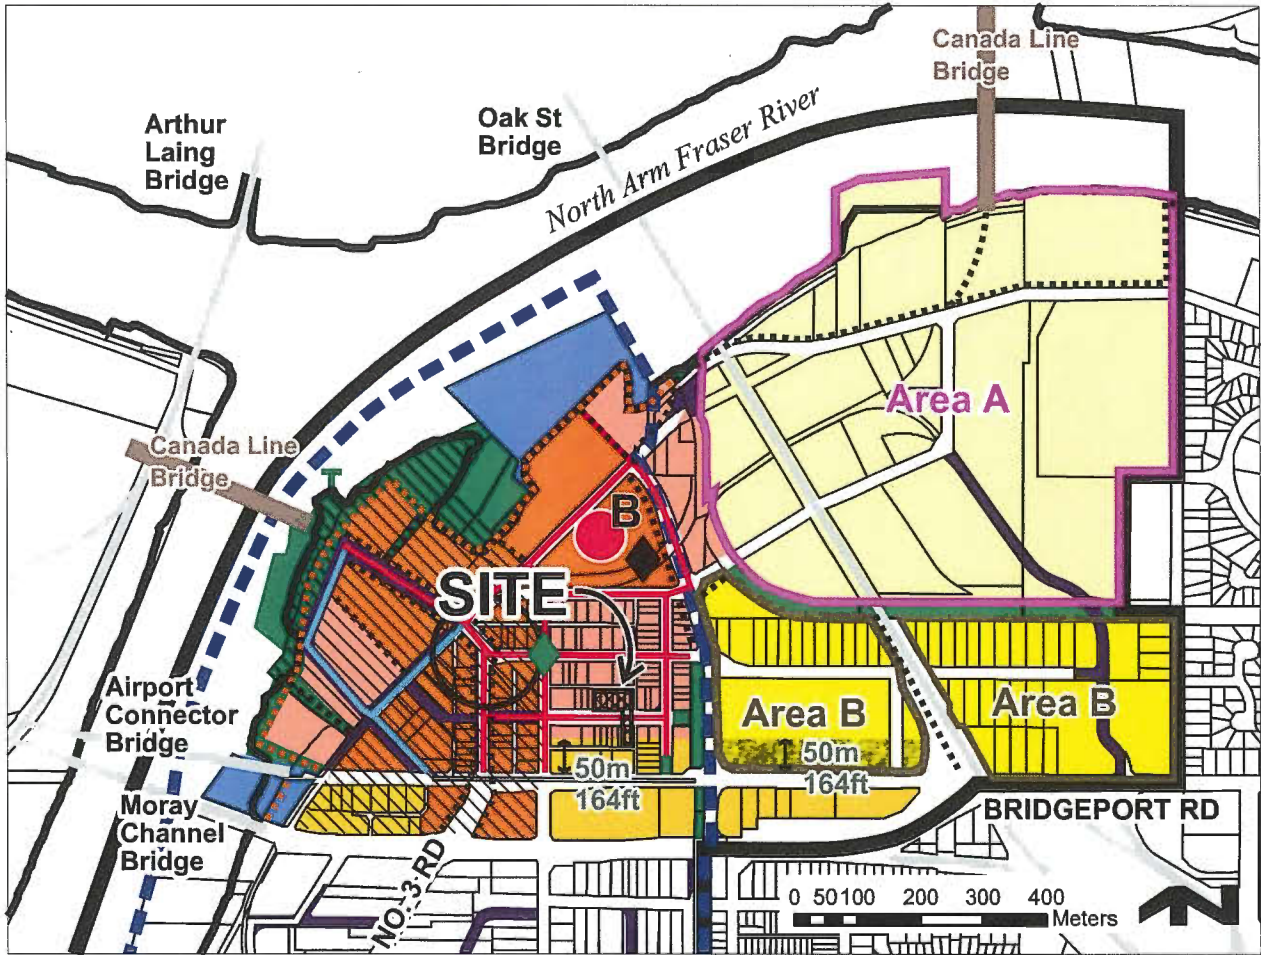 Canada Line
Bridge
Arthur
Laing
Bridge
Oak St
Bridge
North Arm Fraser River
Area A
Canada Line
Bridge
T
B
SITE
Airport
Connector
Bridge
Area B
Area B
50m
164ft
50m
164ft
Moray
Channel
Bridge
BRIDGEPORT RD
NO. 3 RD
0 50 100 200 300 400
Meters